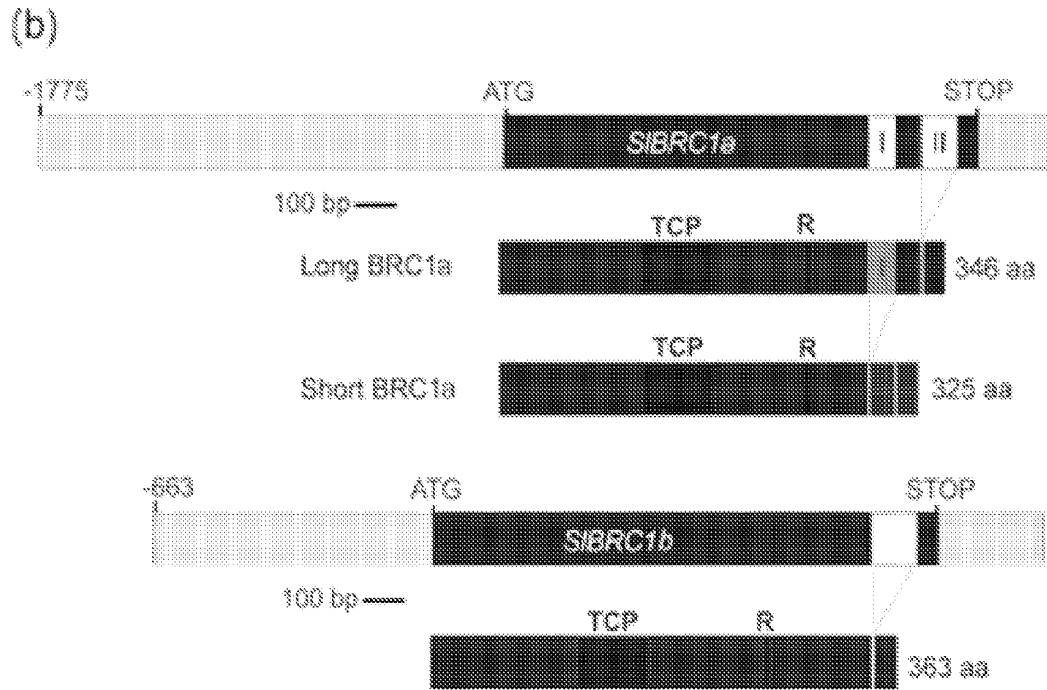 (b)
-1775 ATG STOP
SlBRC1a I II
100 bp
TCP R
Long BRC1a I 346 aa
TCP R
Short BRC1a 325 aa
-663 ATG STOP
SlBRC1b
100 bp
TCP R
363 aa